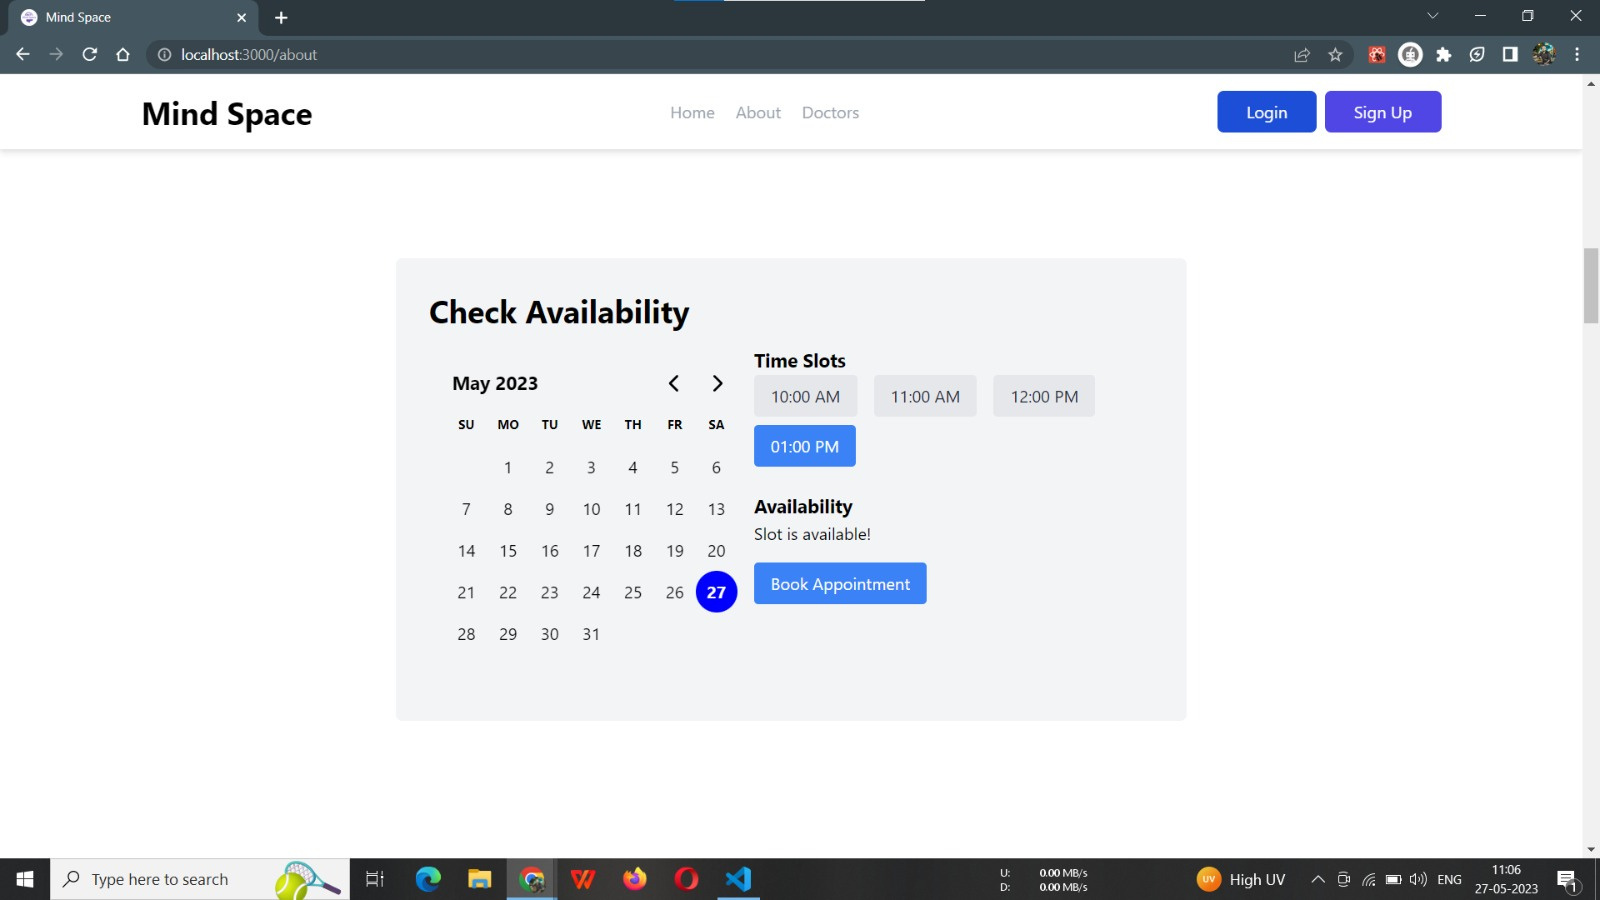 Mind Space
localhost:3000/about
Mind Space
Home About Doctors
Login Sign Up
Check Availability
May 2023
SU MO TU WE TH FR SA
1 2 3 4 5 6
7 8 9 10 11 12 13
14 15 16 17 18 19 20
21 22 23 24 25 26 27
28 29 30 31
Time Slots
10:00 AM 11:00 AM 12:00 PM
01:00 PM
Availability
Slot is available!
Book Appointment
Type here to search
U: 0.00 MB/s
D: 0.00 MB/s
UV High UV
ENG
11:06
27-05-2023
1